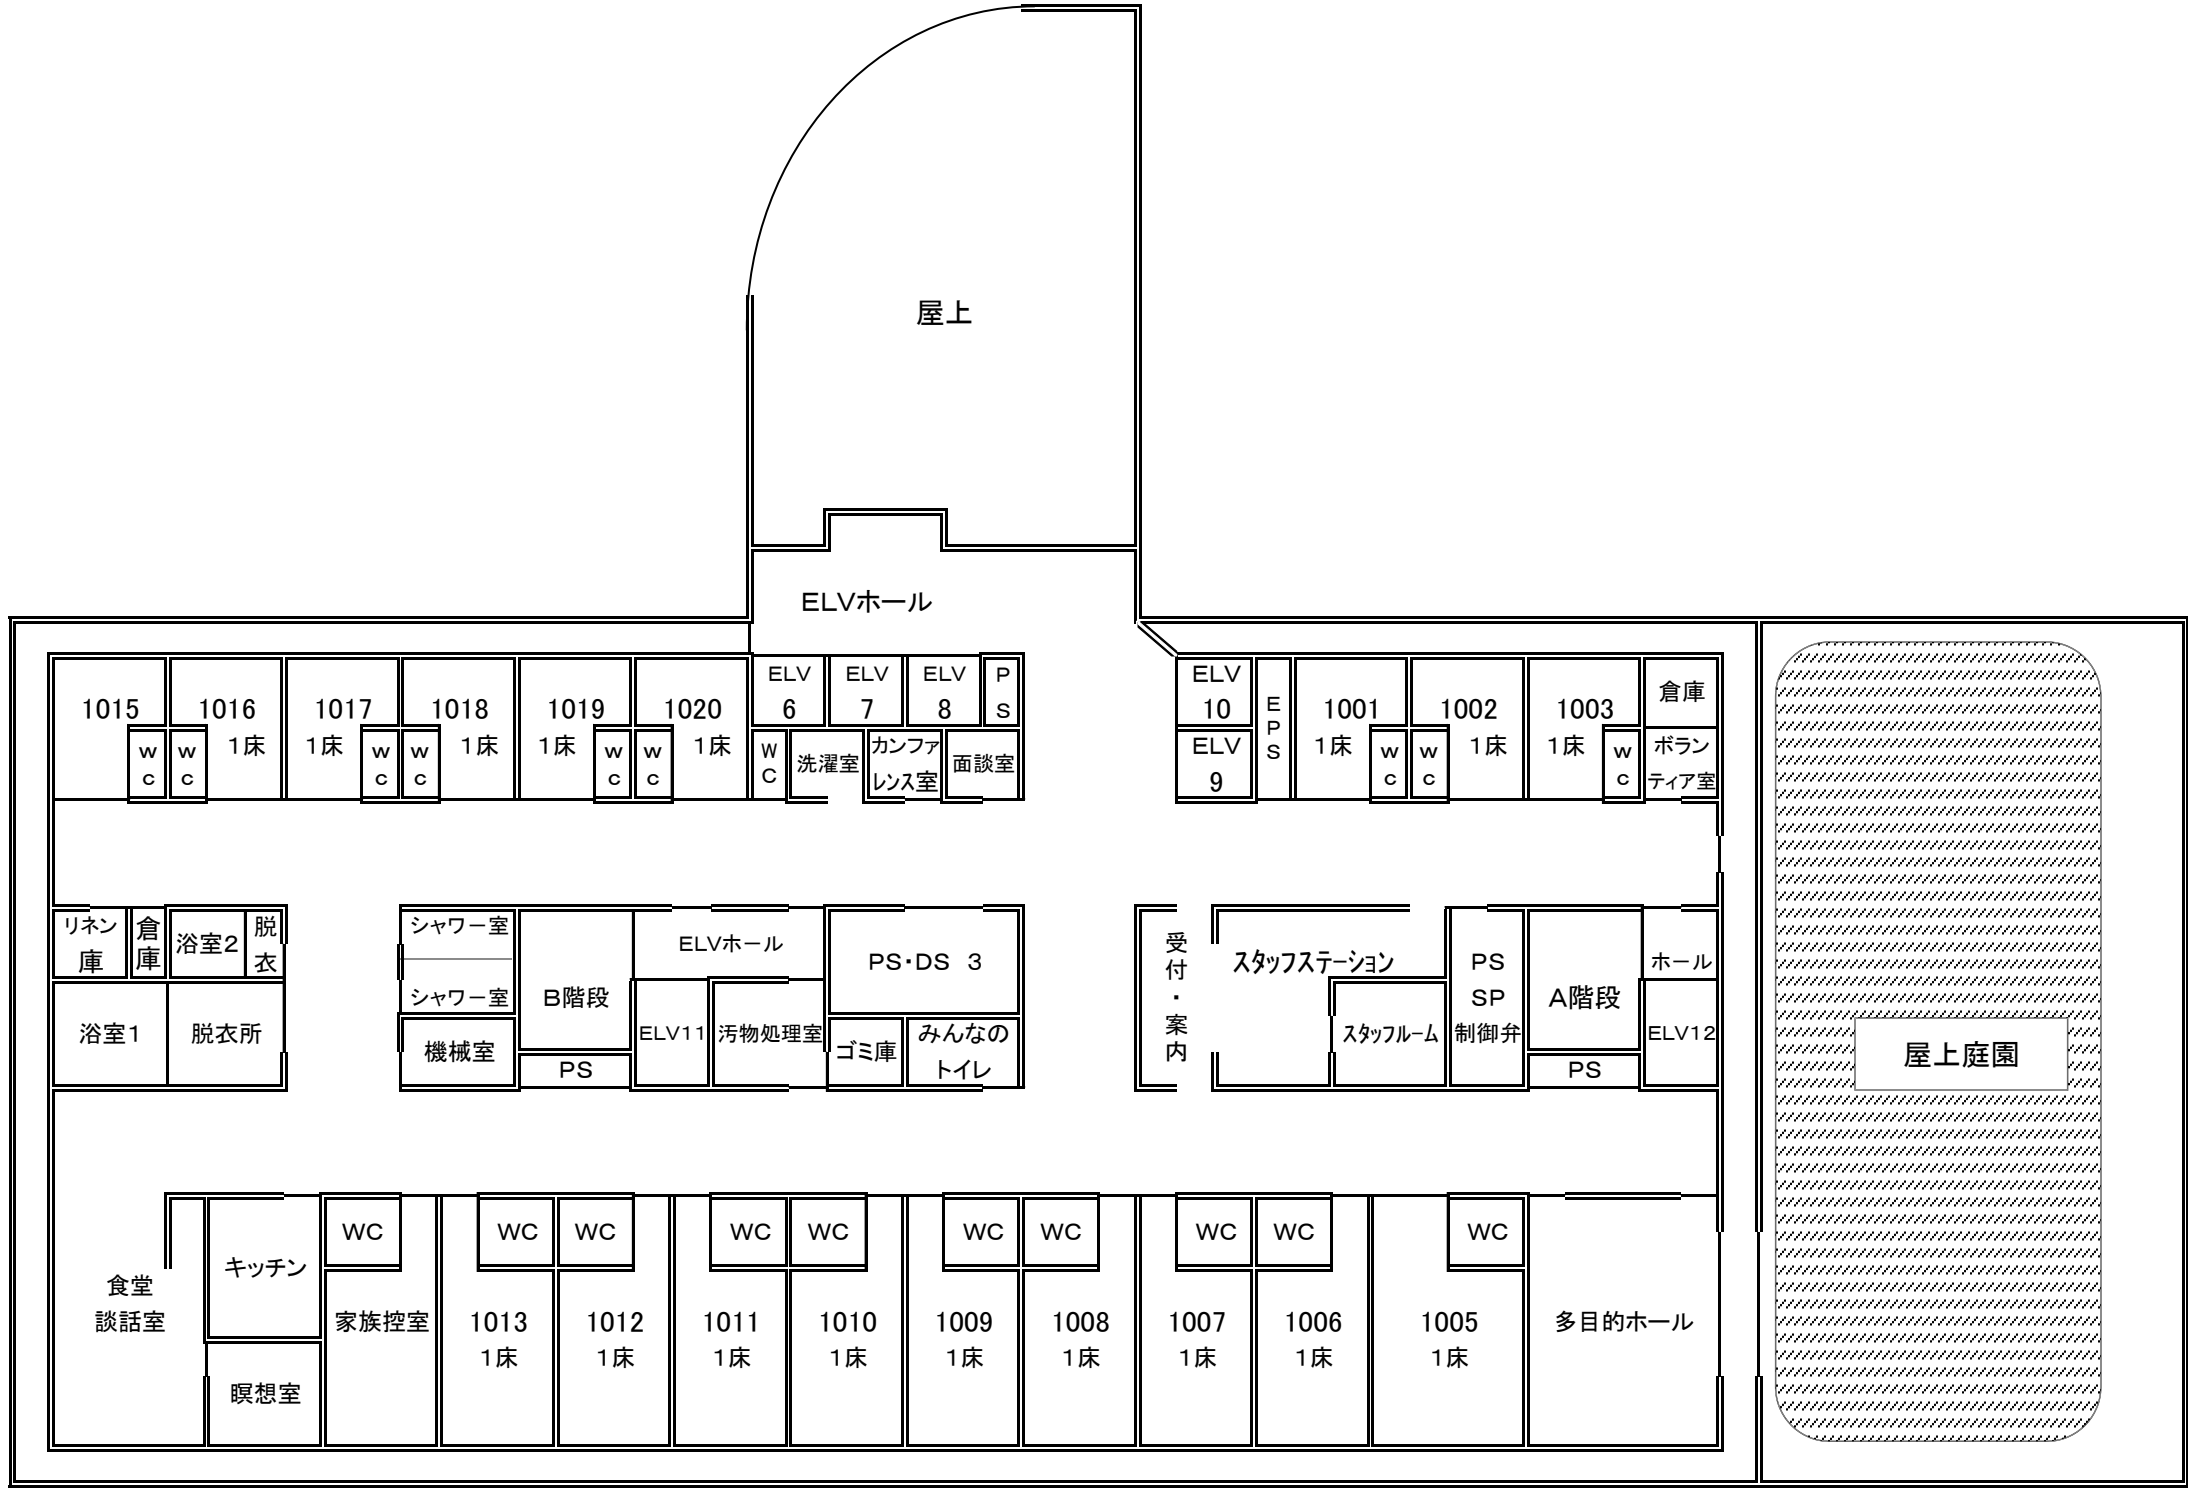 屋上
ELVホール
1015
1016
1床
1017
1床
1018
1床
1019
1床
1020
1床
wc
wc
wc
wc
wc
wc
ELV
6
ELV
7
ELV
8
PS
WC
洗濯室
カンファ
レンス室
面談室
ELV
10
ELV
9
EPS
1001
1床
1002
1床
1003
1床
wc
wc
wc
倉庫
ボラン
ティア室
リネン
庫
倉庫
浴室2
脱衣
浴室1
脱衣所
シャワー室
シャワー室
機械室
B階段
PS
ELVホール
ELV11
汚物処理室
PS・DS 3
ゴミ庫
みんなの
トイレ
受付・案内
スタッフステーション
スタッフルーム
PS
SP
制御弁
A階段
PS
ホール
ELV12
屋上庭園
食堂
談話室
キッチン
瞑想室
WC
家族控室
WC
1013
1床
WC
1012
1床
WC
1011
1床
WC
1010
1床
WC
1009
1床
WC
1008
1床
WC
1007
1床
WC
1006
1床
WC
1005
1床
多目的ホール